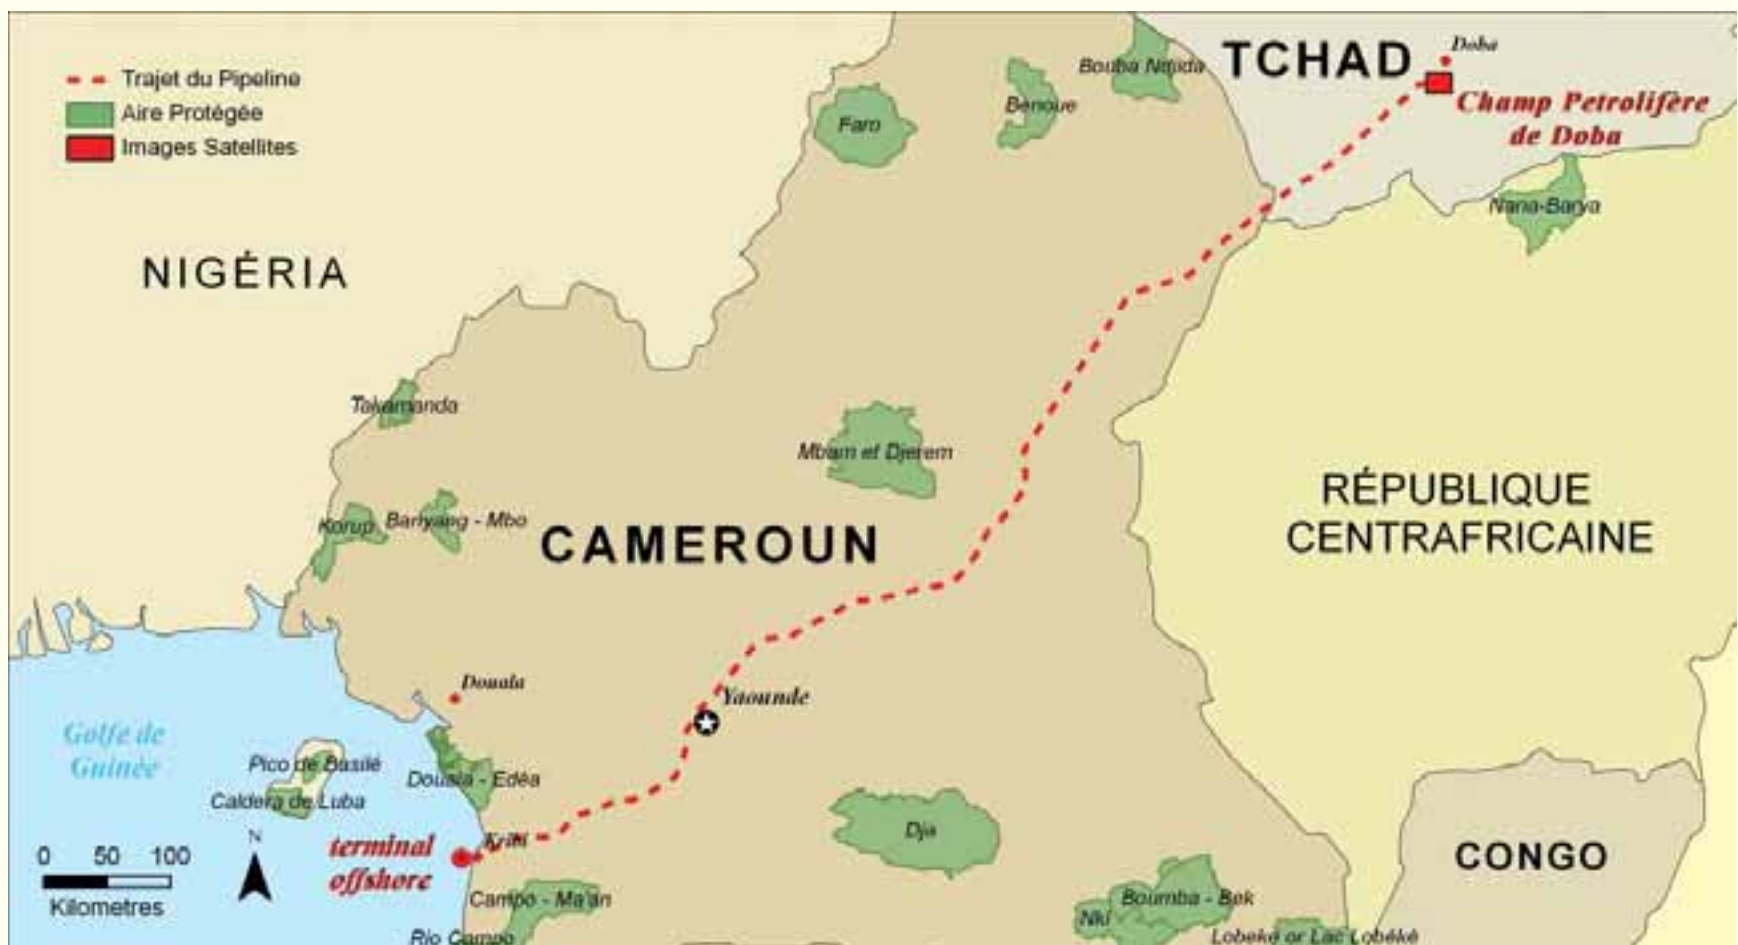 Trajet du Pipeline
Aire Protégée
Images Satellites
TCHAD
Doba
Champ Petrolifère
de Doba
Bouba Ndjida
Benoue
Faro
Nana-Barya
NIGÉRIA
Takamanda
Mbam et Djerem
Korup
Banyang - Mbo
CAMEROUN
RÉPUBLIQUE
CENTRAFRICAINE
Douala
Yaounde
Golfe de
Guinée
Pico de Basilé
Caldera de Luba
Douala - Edéa
Kribi
terminal
offshore
Dja
CONGO
N
0 50 100
Kilometres
Campo - Ma'an
Rio Campo
Boumba - Bek
Nki
Lobeke or Lac Lobéké